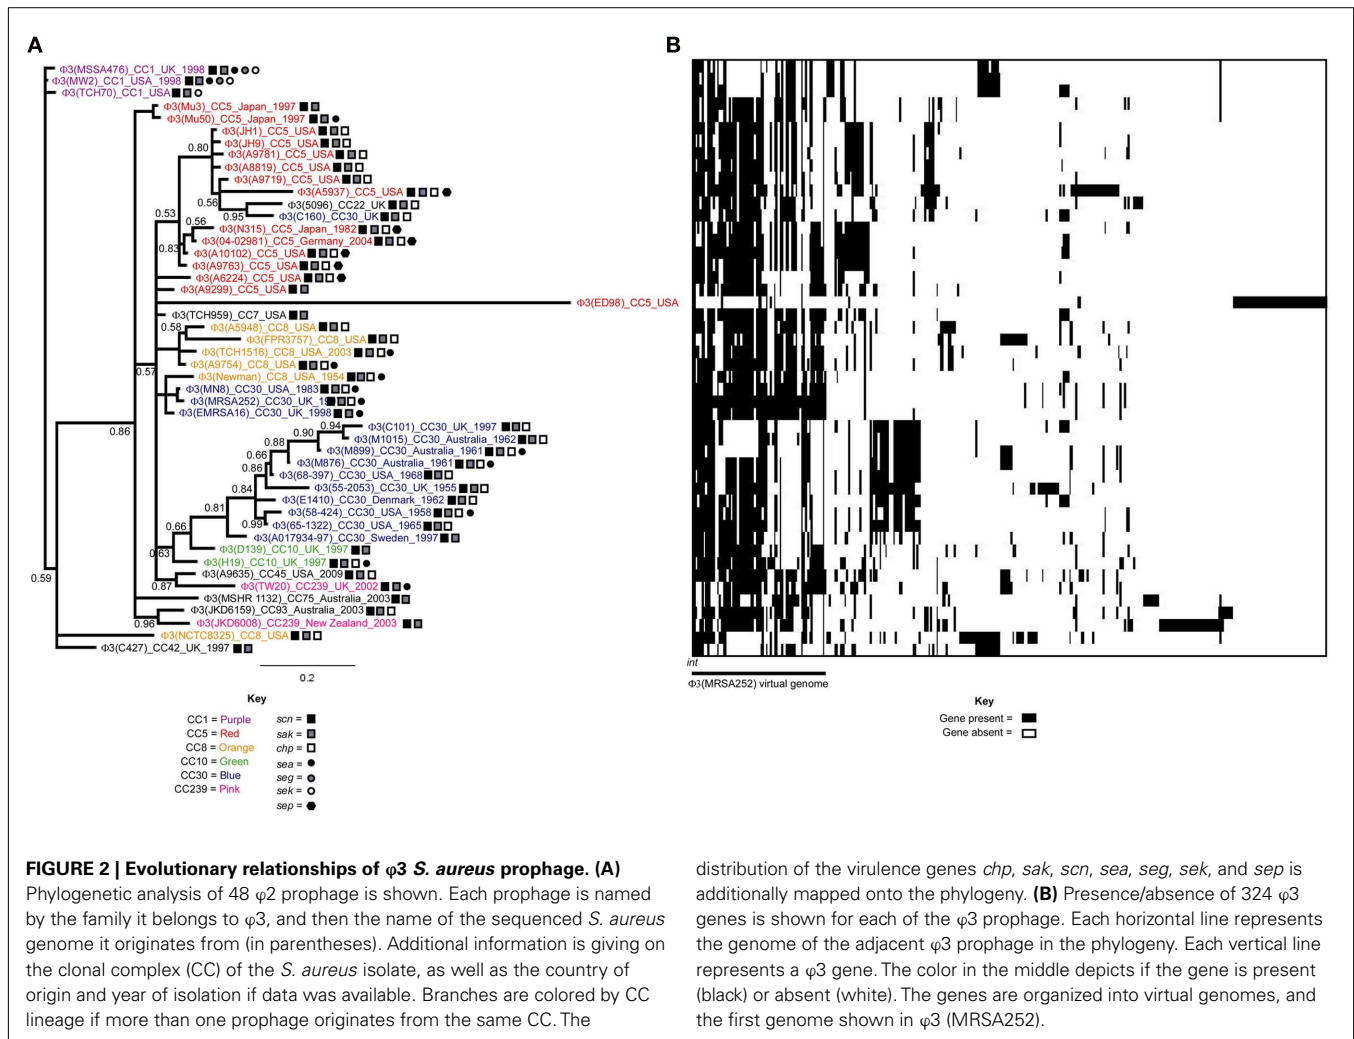 A
B
Φ3(MSSA476)_CC1_UK_1998
Φ3(MW2)_CC1_USA_1998
Φ3(TCH70)_CC1_USA
Φ3(Mu3)_CC5_Japan_1997
Φ3(Mu50)_CC5_Japan_1997
Φ3(JH1)_CC5_USA
Φ3(JH9)_CC5_USA
0.80
Φ3(A9781)_CC5_USA
Φ3(A8819)_CC5_USA
Φ3(A9719)_CC5_USA
Φ3(A5937)_CC5_USA
0.56
Φ3(5096)_CC22_UK
0.95
Φ3(C160)_CC30_UK
0.53
0.56
Φ3(N315)_CC5_Japan_1982
Φ3(04-02981)_CC5_Germany_2004
0.83
Φ3(A10102)_CC5_USA
Φ3(A9763)_CC5_USA
Φ3(A6224)_CC5_USA
Φ3(A9299)_CC5_USA
Φ3(ED98)_CC5_USA
Φ3(TCH959)_CC7_USA
0.58
Φ3(A5948)_CC8_USA
Φ3(FPR3757)_CC8_USA
Φ3(TCH1516)_CC8_USA_2003
Φ3(A9754)_CC8_USA
0.57
Φ3(Newman)_CC8_USA_1954
Φ3(MN8)_CC30_USA_1983
Φ3(MRSA252)_CC30_UK_19
Φ3(EMRSA16)_CC30_UK_1998
0.86
0.94
Φ3(C101)_CC30_UK_1997
0.90
Φ3(M1015)_CC30_Australia_1962
0.88
Φ3(M899)_CC30_Australia_1961
0.66
Φ3(M876)_CC30_Australia_1961
0.86
Φ3(68-397)_CC30_USA_1968
0.84
Φ3(55-2053)_CC30_UK_1955
Φ3(E1410)_CC30_Denmark_1962
0.81
Φ3(58-424)_CC30_USA_1958
0.99
Φ3(65-1322)_CC30_USA_1965
0.66
Φ3(A017934-97)_CC30_Sweden_1997
0.63
Φ3(D139)_CC10_UK_1997
Φ3(H19)_CC10_UK_1997
0.59
Φ3(A9635)_CC45_USA_2009
0.87
Φ3(TW20)_CC239_UK_2002
Φ3(MSHR 1132)_CC75_Australia_2003
Φ3(JKD6159)_CC93_Australia_2003
0.96
Φ3(JKD6008)_CC239_New Zealand_2003
Φ3(NCTC8325)_CC8_USA
Φ3(C427)_CC42_UK_1997
0.2
int
Φ3(MRSA252) virtual genome
Key
CC1 = Purple
CC5 = Red
CC8 = Orange
CC10 = Green
CC30 = Blue
CC239 = Pink
scn =
sak =
chp =
sea =
seg =
sek =
sep =
Key
Gene present =
Gene absent =
FIGURE 2 | Evolutionary relationships of φ3 S. aureus prophage. (A)
Phylogenetic analysis of 48 φ2 prophage is shown. Each prophage is named
by the family it belongs to φ3, and then the name of the sequenced S. aureus
genome it originates from (in parentheses). Additional information is giving on
the clonal complex (CC) of the S. aureus isolate, as well as the country of
origin and year of isolation if data was available. Branches are colored by CC
lineage if more than one prophage originates from the same CC. The
distribution of the virulence genes chp, sak, scn, sea, seg, sek, and sep is
additionally mapped onto the phylogeny. (B) Presence/absence of 324 φ3
genes is shown for each of the φ3 prophage. Each horizontal line represents
the genome of the adjacent φ3 prophage in the phylogeny. Each vertical line
represents a φ3 gene. The color in the middle depicts if the gene is present
(black) or absent (white). The genes are organized into virtual genomes, and
the first genome shown in φ3 (MRSA252).